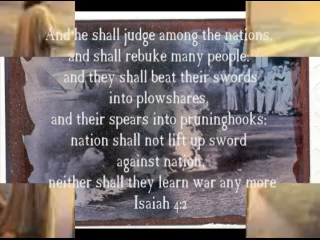 And he shall judge among the nations,
and shall rebuke many people:
and they shall beat their swords
into plowshares,
and their spears into pruninghooks:
nation shall not lift up sword
against nation,
neither shall they learn war any more
Isaiah 4:2